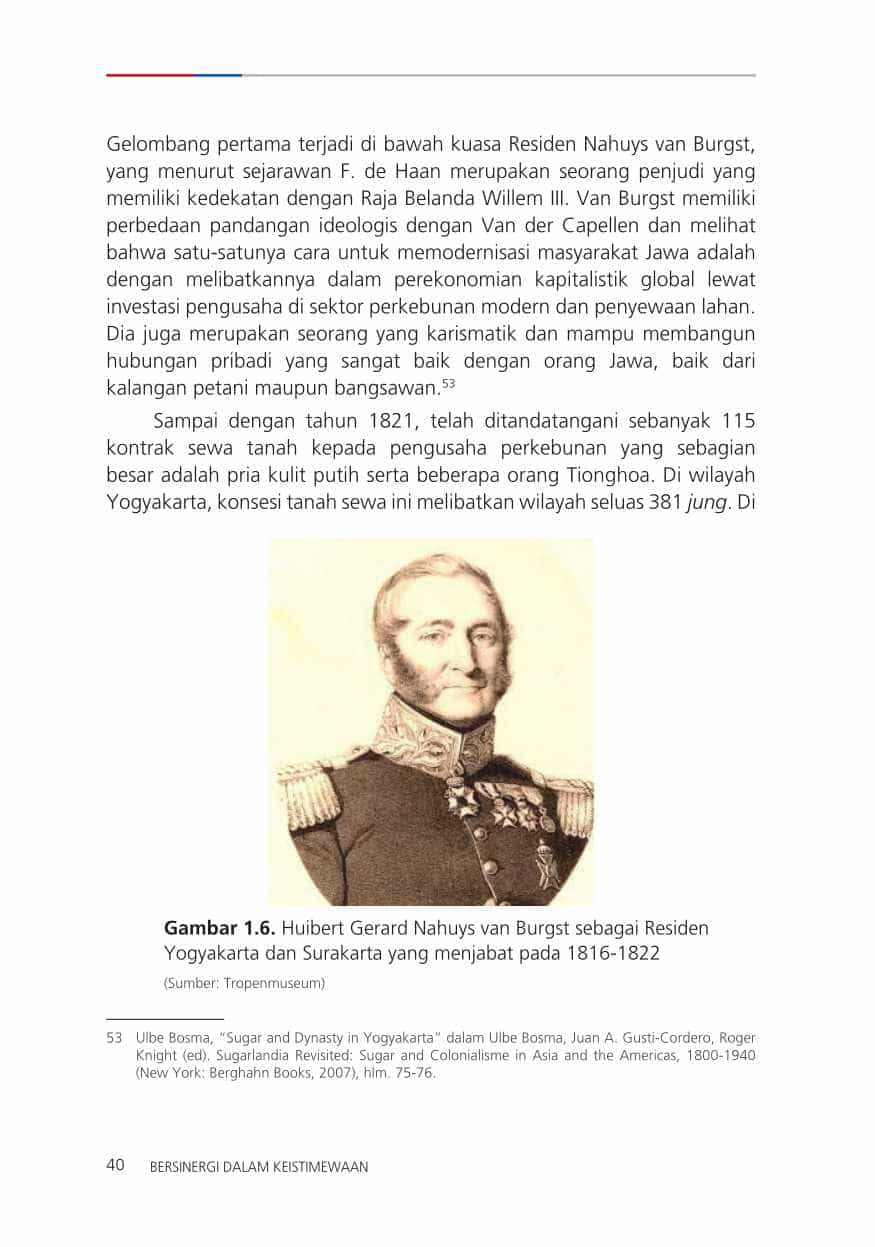 Gelombang pertama terjadi di bawah kuasa Residen Nahuys van Burgst,
yang menurut sejarawan F. de Haan merupakan seorang penjudi yang
memiliki kedekatan dengan Raja Belanda Willem III. Van Burgst memiliki
perbedaan pandangan ideologis dengan Van der Capellen dan melihat
bahwa satu-satunya cara untuk memodernisasi masyarakat Jawa adalah
dengan melibatkannya dalam perekonomian kapitalistik global lewat
investasi pengusaha di sektor perkebunan modern dan penyewaan lahan.
Dia juga merupakan seorang yang karismatik dan mampu membangun
hubungan pribadi yang sangat baik dengan orang Jawa, baik dari
kalangan petani maupun bangsawan.53
Sampai dengan tahun 1821, telah ditandatangani sebanyak 115
kontrak sewa tanah kepada pengusaha perkebunan yang sebagian
besar adalah pria kulit putih serta beberapa orang Tionghoa. Di wilayah
Yogyakarta, konsesi tanah sewa ini melibatkan wilayah seluas 381 jung. Di
Gambar 1.6. Huibert Gerard Nahuys van Burgst sebagai Residen
Yogyakarta dan Surakarta yang menjabat pada 1816-1822
(Sumber: Tropenmuseum)
53 Ulbe Bosma, “Sugar and Dynasty in Yogyakarta” dalam Ulbe Bosma, Juan A. Gusti-Cordero, Roger
Knight (ed). Sugarlandia Revisited: Sugar and Colonialisme in Asia and the Americas, 1800-1940
(New York: Berghahn Books, 2007), hlm. 75-76.
40 BERSINERGI DALAM KEISTIMEWAAN